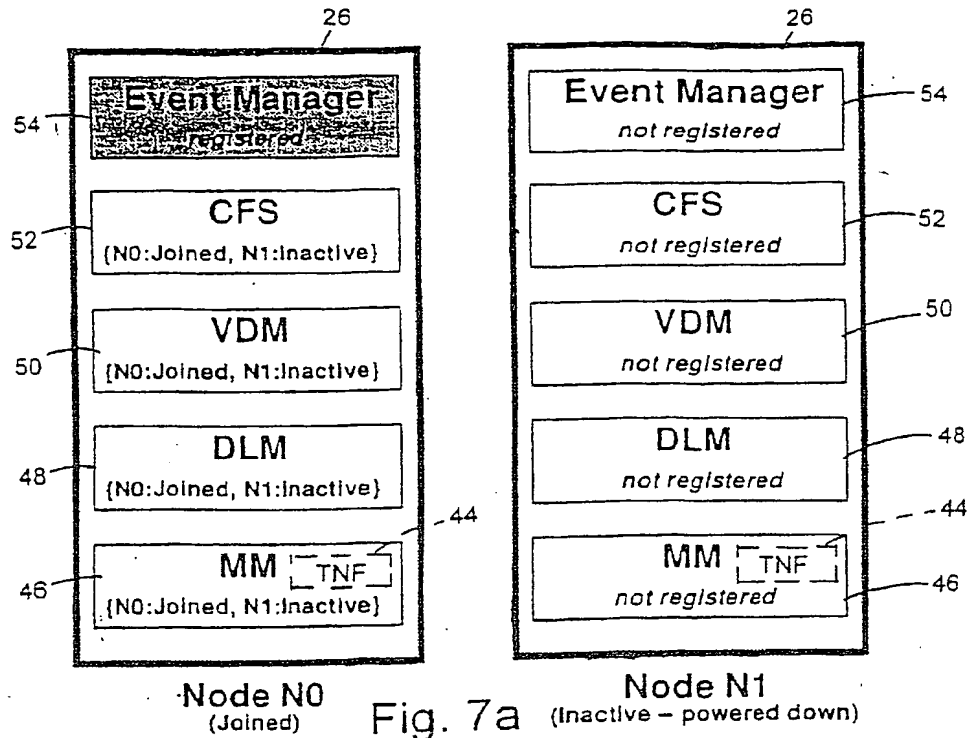 26
54
Event Manager
registered
52
CFS
{N0:Joined, N1:Inactive}
50
VDM
{N0:Joined, N1:Inactive}
48
DLM
{N0:Joined, N1:Inactive}
44
46
MM
TNF
{N0:Joined, N1:Inactive}
Node N0
(Joined)
26
Event Manager
not registered
54
CFS
not registered
52
VDM
not registered
50
DLM
not registered
48
44
MM
TNF
not registered
46
Node N1
(Inactive – powered down)
Fig. 7a